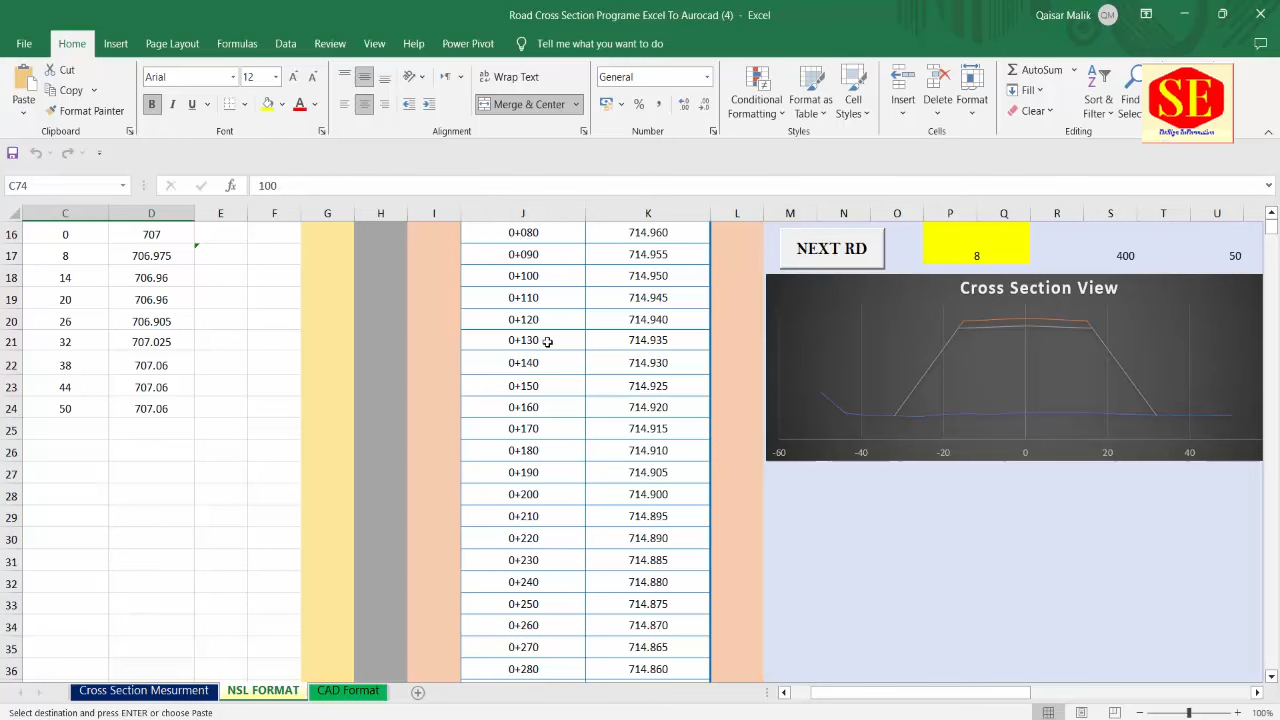 Road Cross Section Programe Excel To Aurocad (4) - Excel
Qaisar Malik QM
File Home Insert Page Layout Formulas Data Review View Help Power Pivot Tell me what you want to do
Cut Arial 12 Wrap Text General AutoSum
Copy Fill
Paste Format Painter B I U Merge & Center Conditional Formatting Format as Table Cell Styles Insert Delete Format Clear Sort & Filter Find
Clipboard Font Alignment Number Styles Cells Editing
SE
DeSign InFormation
C74 100
C D E F G H I J K L M N O P Q R S T U
16 0 707 0+080 714.960
17 8 706.975 0+090 714.955 NEXT RD 8 400 50
18 14 706.96 0+100 714.950
19 20 706.96 0+110 714.945
20 26 706.905 0+120 714.940
21 32 707.025 0+130 714.935
22 38 707.06 0+140 714.930
23 44 707.06 0+150 714.925
24 50 707.06 0+160 714.920
25 0+170 714.915
26 0+180 714.910
27 0+190 714.905
28 0+200 714.900
29 0+210 714.895
30 0+220 714.890
31 0+230 714.885
32 0+240 714.880
33 0+250 714.875
34 0+260 714.870
35 0+270 714.865
36 0+280 714.860
Cross Section View
-60 -40 -20 0 20 40
Cross Section Mesurment NSL FORMAT CAD Format
Select destination and press ENTER or choose Paste 100%